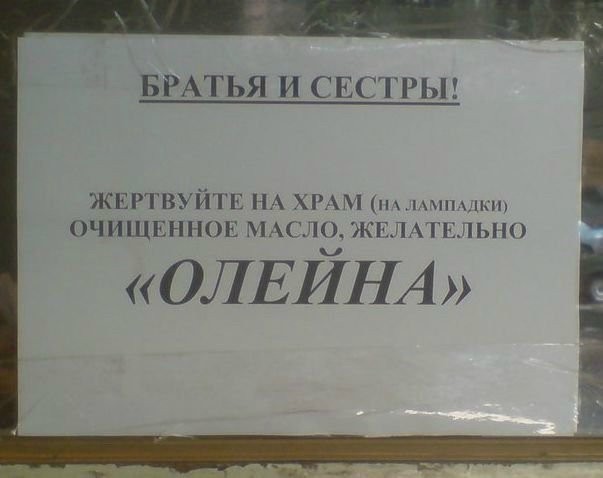 БРАТЬЯ И СЕСТРЫ!
ЖЕРТВУЙТЕ НА ХРАМ (НА ЛАМПАДКИ)
ОЧИЩЕННОЕ МАСЛО, ЖЕЛАТЕЛЬНО
«ОЛЕЙНА»